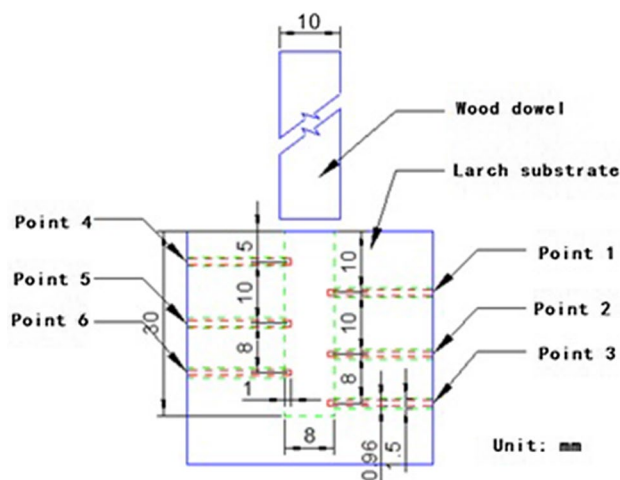 10
Wood dowel
Larch substrate
Point 4
5
10
Point 1
Point 5
10
10
Point 2
Point 6
30
8
8
Point 3
1
8
0.96
1.5
Unit: mm